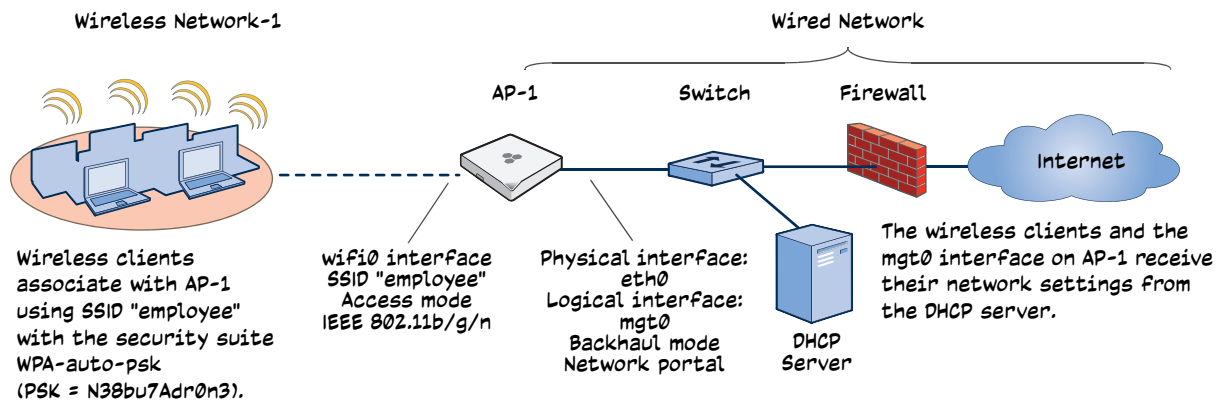 Wireless Network-1
Wired Network
AP-1
Switch
Firewall
Internet
Wireless clients
associate with AP-1
using SSID "employee"
with the security suite
WPA-auto-psk
(PSK = N38bu7Adr0n3).
wifi0 interface
SSID "employee"
Access mode
IEEE 802.11b/g/n
Physical interface:
eth0
Logical interface:
mgt0
Backhaul mode
Network portal
DHCP
Server
The wireless clients and the
mgt0 interface on AP-1 receive
their network settings from
the DHCP server.